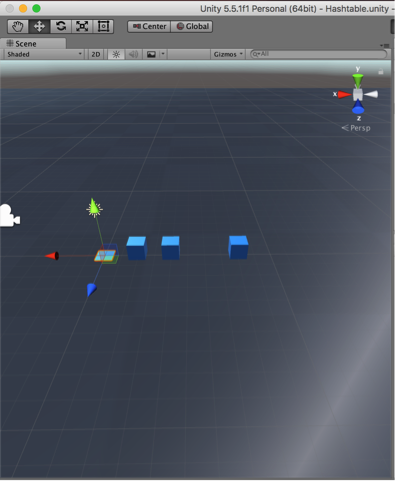 Unity 5.5.1f1 Personal (64bit) - Hashtable.unity -
Center Global
Scene
Shaded 2D Gizmos All
y
x
z
Persp